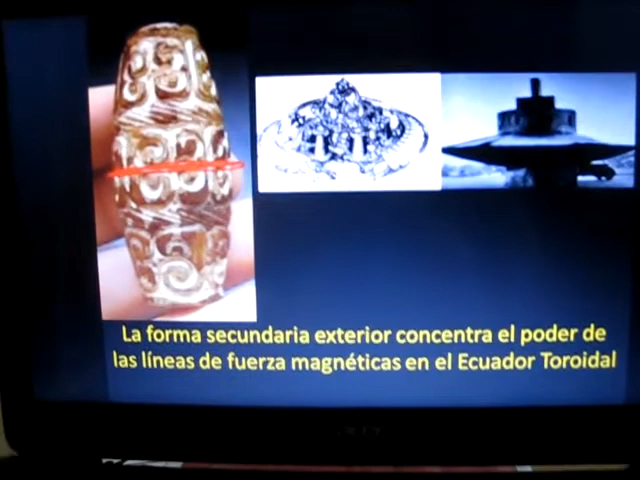 La forma secundaria exterior concentra el poder de
las líneas de fuerza magnéticas en el Ecuador Toroidal